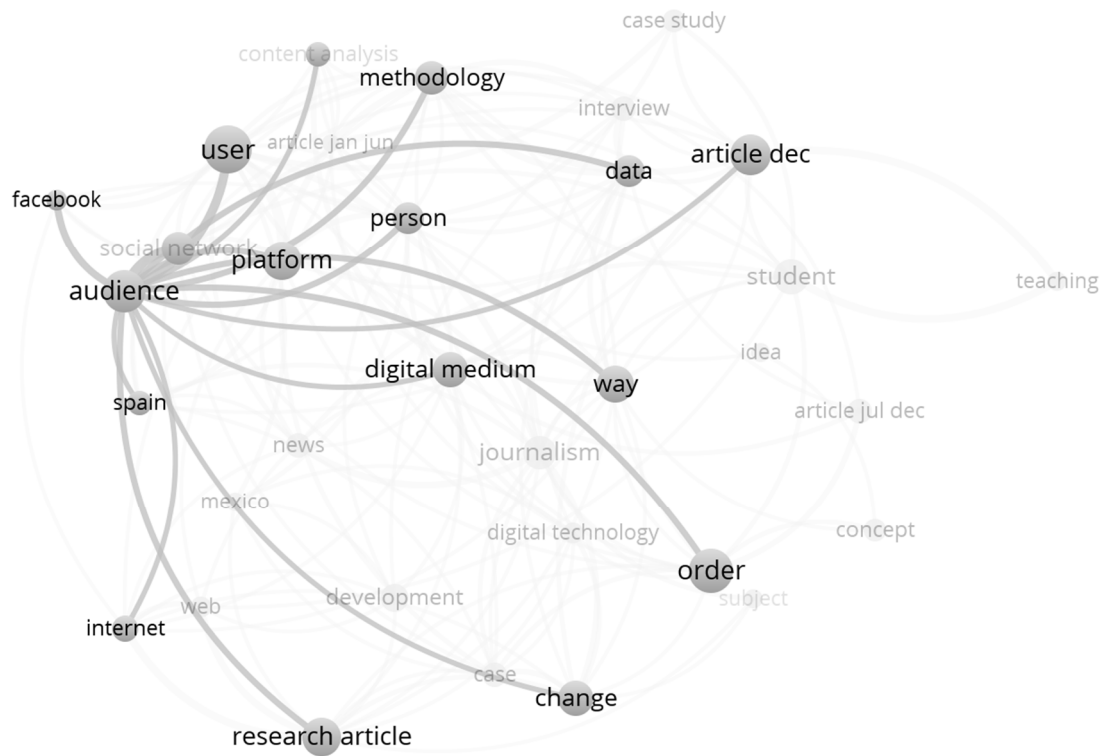 case study
content analysis
methodology
interview
article jan jun
user
article dec
data
facebook
person
social network
platform
student
teaching
audience
idea
digital medium
way
spain
article jul dec
news
journalism
mexico
digital technology
concept
order
development
subject
web
internet
case
change
research article